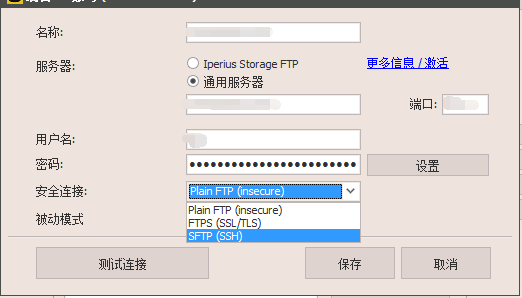 名称:
服务器:
Iperius Storage FTP
更多信息 / 激活
通用服务器
端口:
用户名:
密码:
设置
安全连接:
Plain FTP (insecure)
Plain FTP (insecure)
FTPS (SSL/TLS)
被动模式
SFTP (SSH)
测试连接
保存
取消